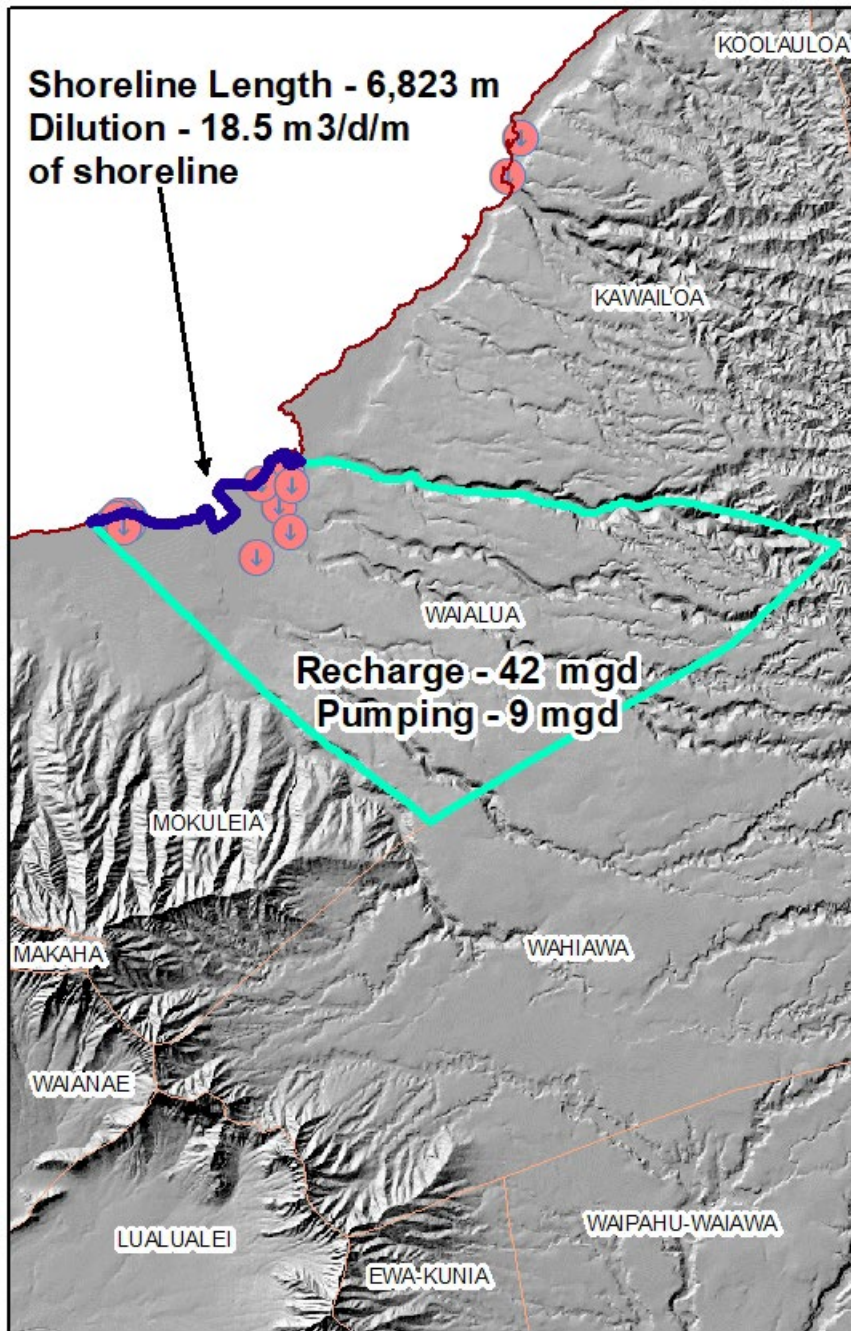 KOOLAULOA
Shoreline Length - 6,823 m
Dilution - 18.5 m3/d/m
of shoreline
KAWAILOA
WAIALUA
Recharge - 42 mgd
Pumping - 9 mgd
MOKULEIA
WAHIAWA
MAKAHA
WAIANAE
LUALUALEI
WAIPAHU-WAIAWA
EWA-KUNIA